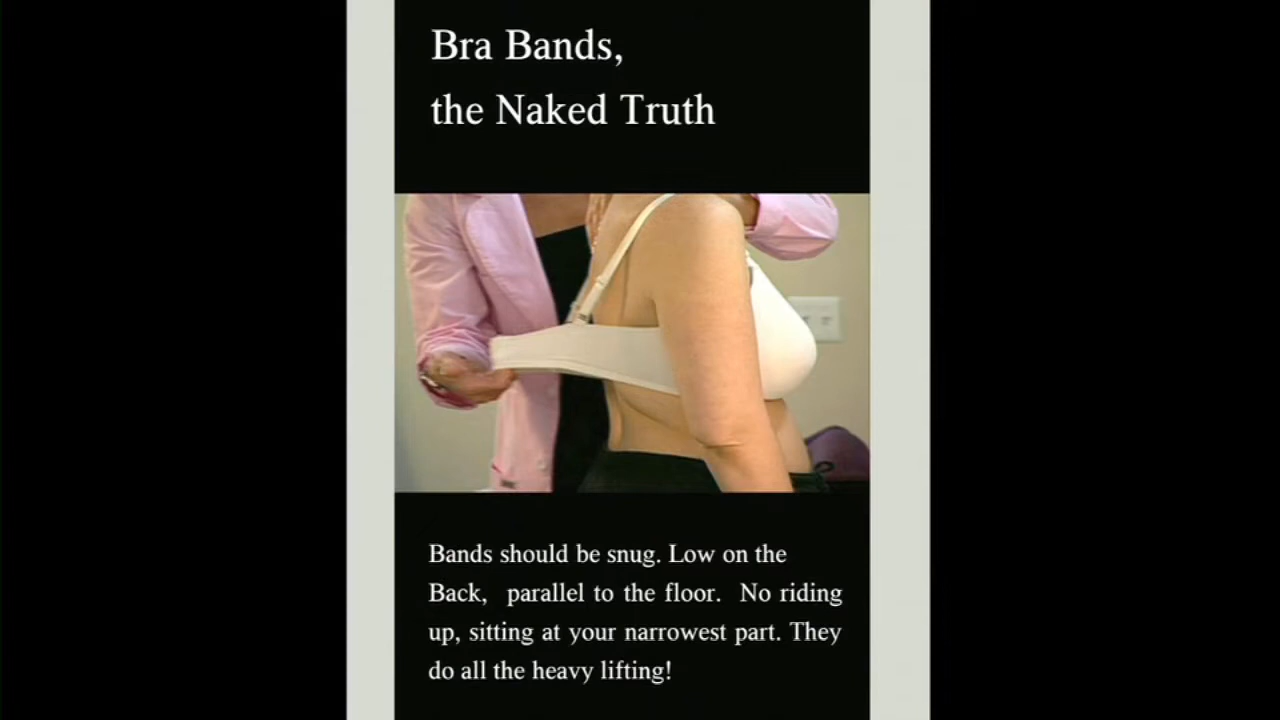 Bra Bands,
the Naked Truth
Bands should be snug. Low on the
Back, parallel to the floor. No riding
up, sitting at your narrowest part. They
do all the heavy lifting!